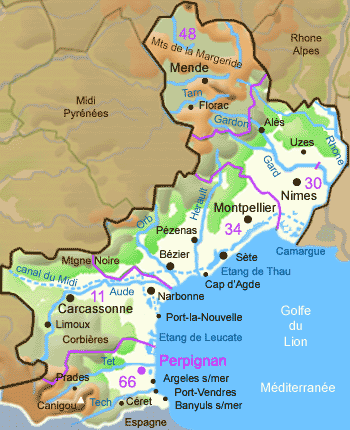 48
Mts de la Margeride
Rhone
Alpes
Mende
Tarn
Midi
Pyrénées
Florac
Gardon
Alès
Uzes
Rhone
Gard
30
Nimes
Hérault
Montpellier
Orb
34
Pézenas
Camargue
Bézier
Sète
Mtgne Noire
Etang de Thau
canal du Midi
Cap d'Agde
11
Aude
Narbonne
Carcassonne
Port-la-Nouvelle
Golfe
du
Lion
Limoux
Corbières
Etang de Leucate
Tet
Perpignan
Prades
66
Argeles s/mer
Méditerranée
Port-Vendres
Canigou
Tech
Céret
Banyuls s/mer
Espagne